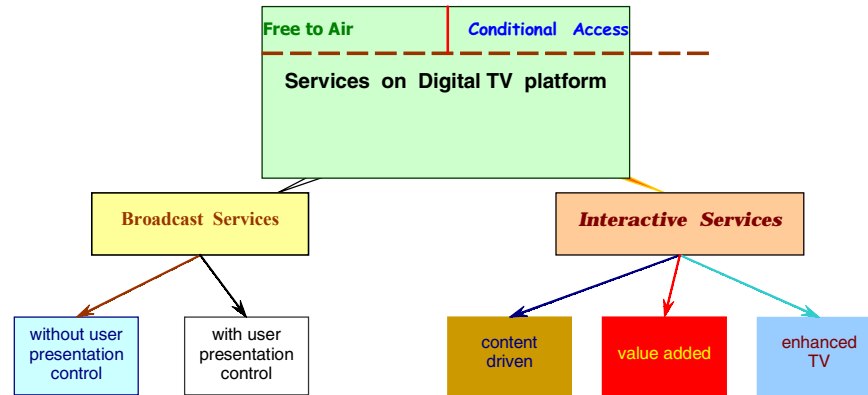 Free to Air
Conditional Access
Services on Digital TV platform
Broadcast Services
Interactive Services
without user
presentation
control
with user
presentation
control
content
driven
value added
enhanced
TV